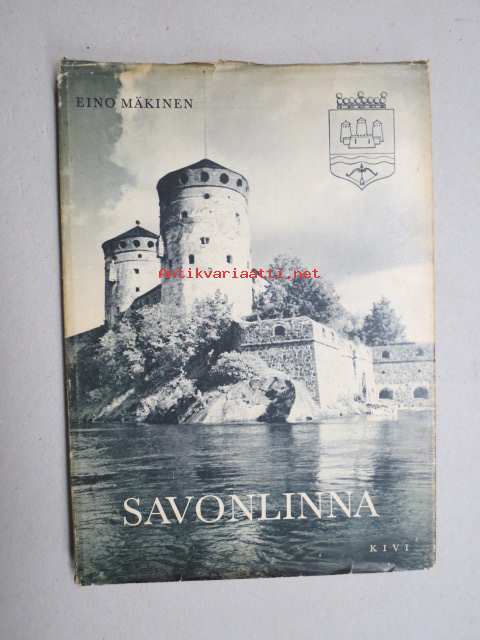 EINO MÄKINEN
Antikvariaatti.net
SAVONLINNA
KIVI